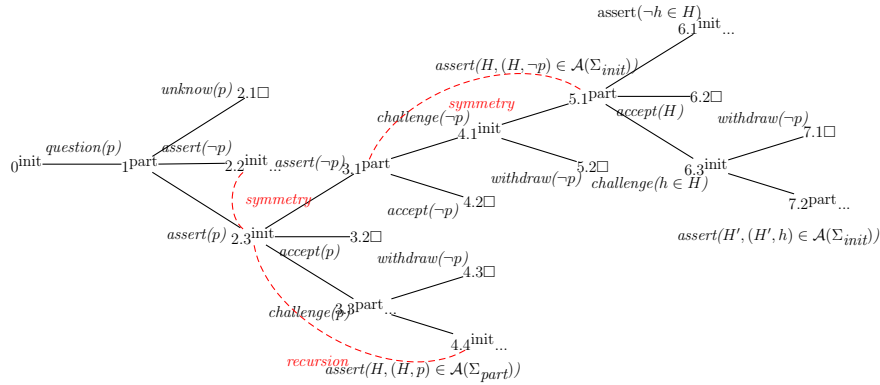 assert(¬h ∈ H)
6.1init...
assert(H, (H, ¬p) ∈ A(Σinit))
unknow(p)
2.1□
symmetry
5.1part
6.2□
challenge(¬p)
accept(H)
withdraw(¬p)
4.1init
7.1□
question(p)
assert(¬p)
0init
1part
2.2init...
assert(¬p)
3.1part
5.2□
6.3init
withdraw(¬p)
challenge(h ∈ H)
symmetry
4.2□
7.2part...
accept(¬p)
assert(p)
2.3init
3.2□
assert(H′, (H′, h) ∈ A(Σinit))
accept(p)
withdraw(¬p)
4.3□
challenge(p)
3.3part...
4.4init...
recursion
assert(H, (H, p) ∈ A(Σpart))